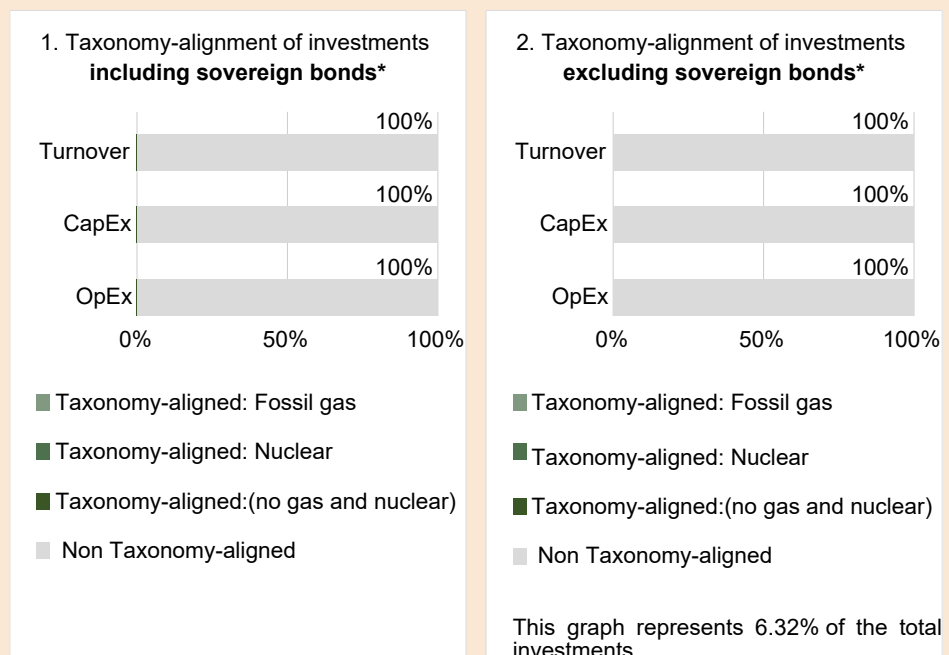 1. Taxonomy-alignment of investments
including sovereign bonds*
100%
Turnover
100%
CapEx
100%
OpEx
0% 50% 100%
Taxonomy-aligned: Fossil gas
Taxonomy-aligned: Nuclear
Taxonomy-aligned:(no gas and nuclear)
Non Taxonomy-aligned
2. Taxonomy-alignment of investments
excluding sovereign bonds*
100%
Turnover
100%
CapEx
100%
OpEx
0% 50% 100%
Taxonomy-aligned: Fossil gas
Taxonomy-aligned: Nuclear
Taxonomy-aligned:(no gas and nuclear)
Non Taxonomy-aligned
This graph represents 6.32% of the total
investments